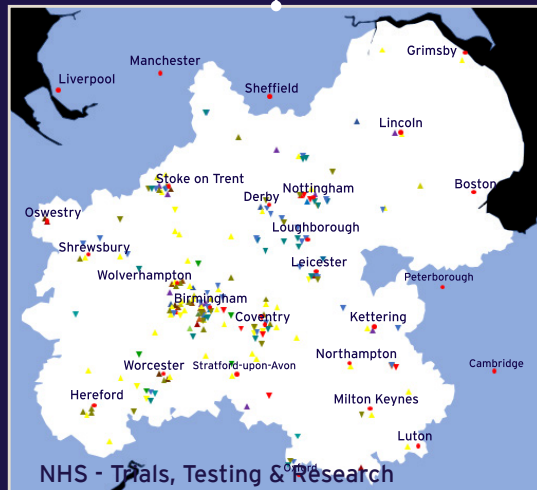 Grimsby
Manchester
Liverpool
Sheffield
Lincoln
Stoke on Trent
Nottingham
Derby
Boston
Oswestry
Loughborough
Shrewsbury
Leicester
Wolverhampton
Peterborough
Birmingham
Coventry
Kettering
Northampton
Worcester
Stratford-upon-Avon
Cambridge
Hereford
Milton Keynes
Luton
Oxford
NHS - Trials, Testing & Research